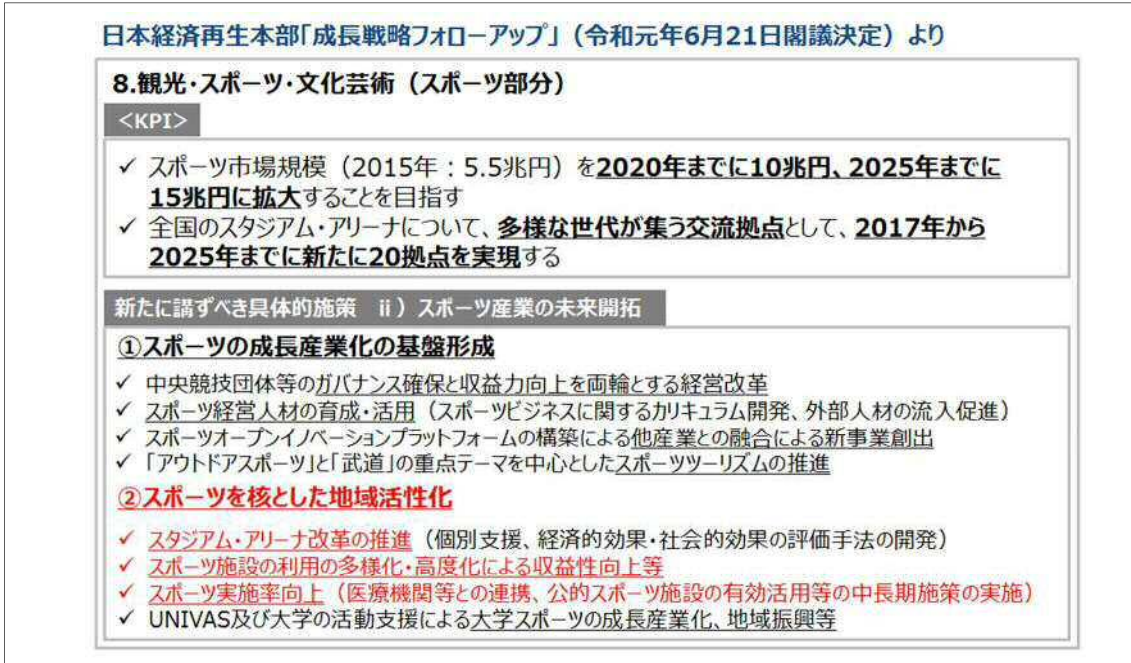 日本経済再生本部「成長戦略フォローアップ」（令和元年6月21日閣議決定）より
8.観光・スポーツ・文化芸術（スポーツ部分）
＜KPI＞
✓ スポーツ市場規模（2015年：5.5兆円）を2020年までに10兆円、2025年までに
15兆円に拡大することを目指す
✓ 全国のスタジアム・アリーナについて、多様な世代が集う交流拠点として、2017年から
2025年までに新たに20拠点を実現する
新たに講ずべき具体的施策　ⅱ）スポーツ産業の未来開拓
①スポーツの成長産業化の基盤形成
✓ 中央競技団体等のガバナンス確保と収益力向上を両輪とする経営改革
✓ スポーツ経営人材の育成・活用（スポーツビジネスに関するカリキュラム開発、外部人材の流入促進）
✓ スポーツオープンイノベーションプラットフォームの構築による他産業との融合による新事業創出
✓ 「アウトドアスポーツ」と「武道」の重点テーマを中心としたスポーツツーリズムの推進
②スポーツを核とした地域活性化
✓ スタジアム・アリーナ改革の推進（個別支援、経済的効果・社会的効果の評価手法の開発）
✓ スポーツ施設の利用の多様化・高度化による収益性向上等
✓ スポーツ実施率向上（医療機関等との連携、公的スポーツ施設の有効活用等の中長期施策の実施）
✓ UNIVAS及び大学の活動支援による大学スポーツの成長産業化、地域振興等